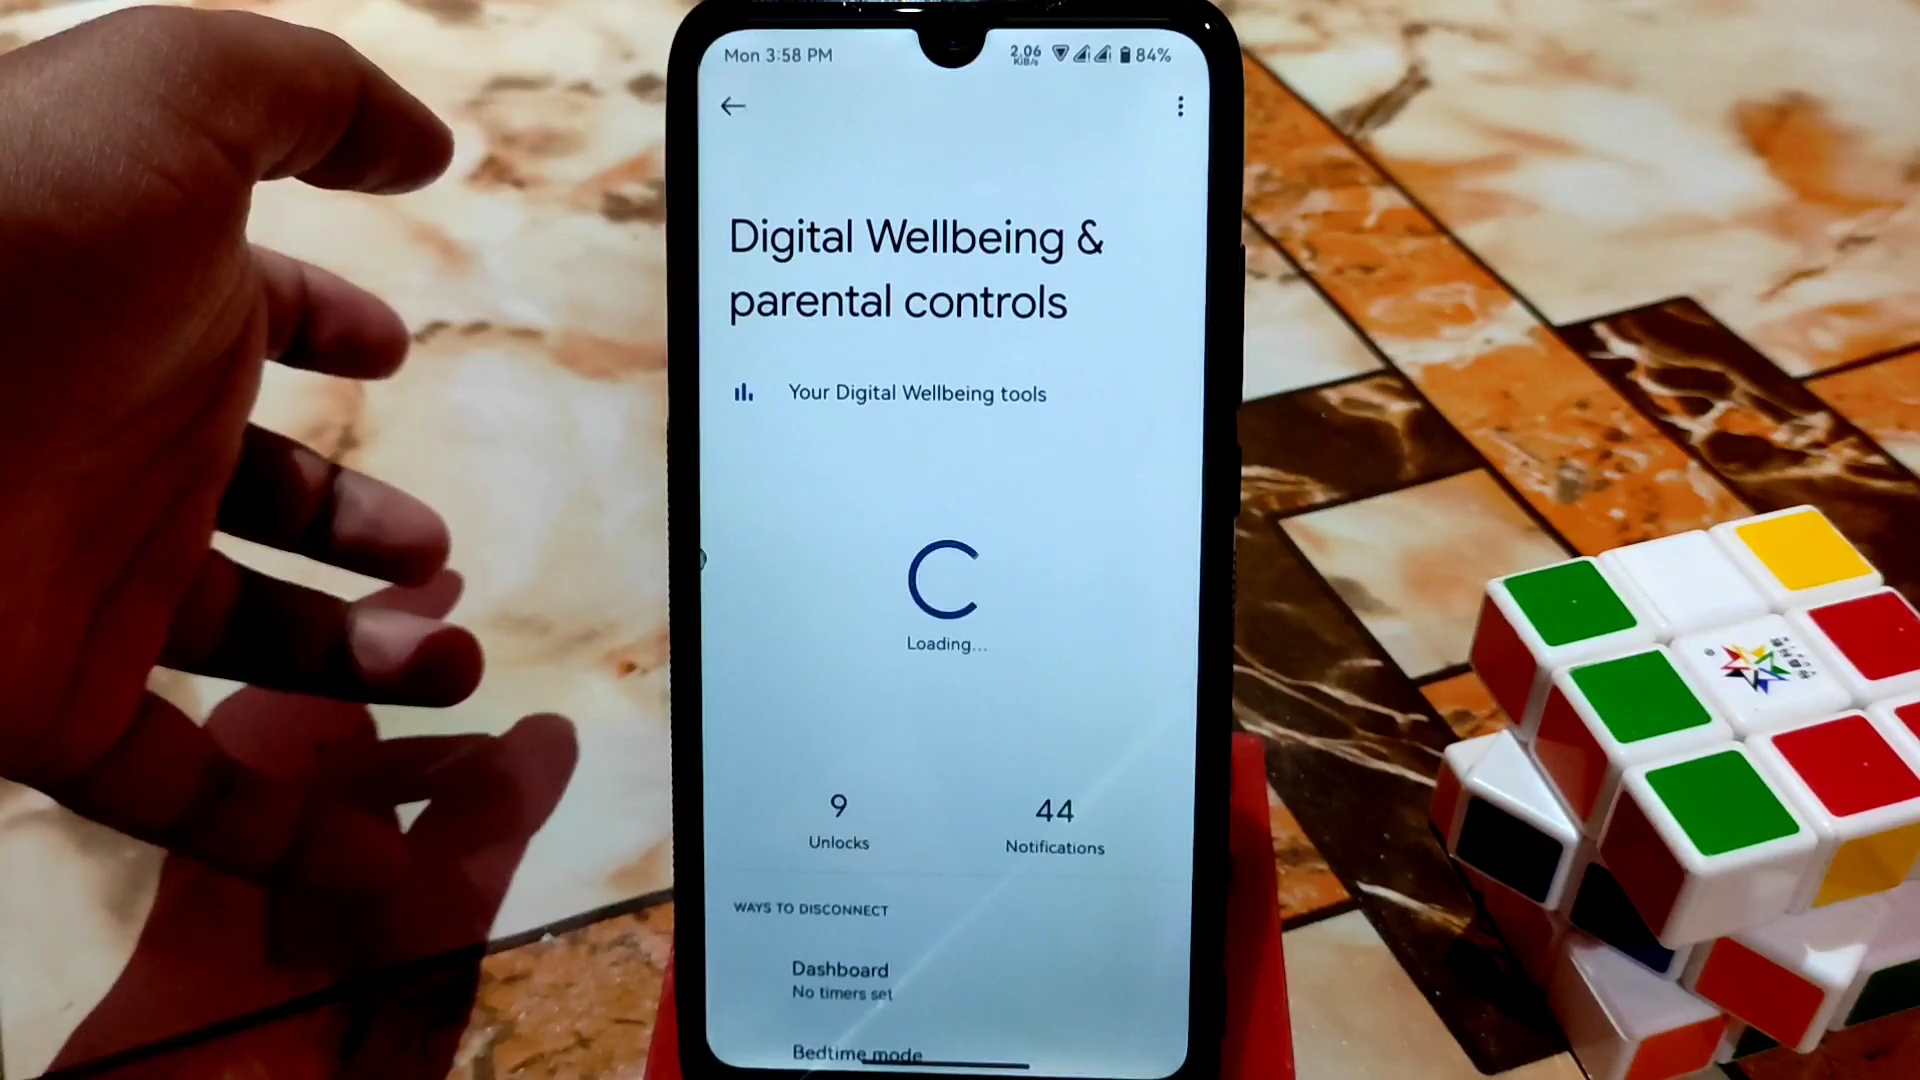 Mon 3:58 PM
2.06
KiB/s
84%
Digital Wellbeing &
parental controls
Your Digital Wellbeing tools
Loading...
9
44
Unlocks
Notifications
WAYS TO DISCONNECT
Dashboard
No timers set
Bedtime mode